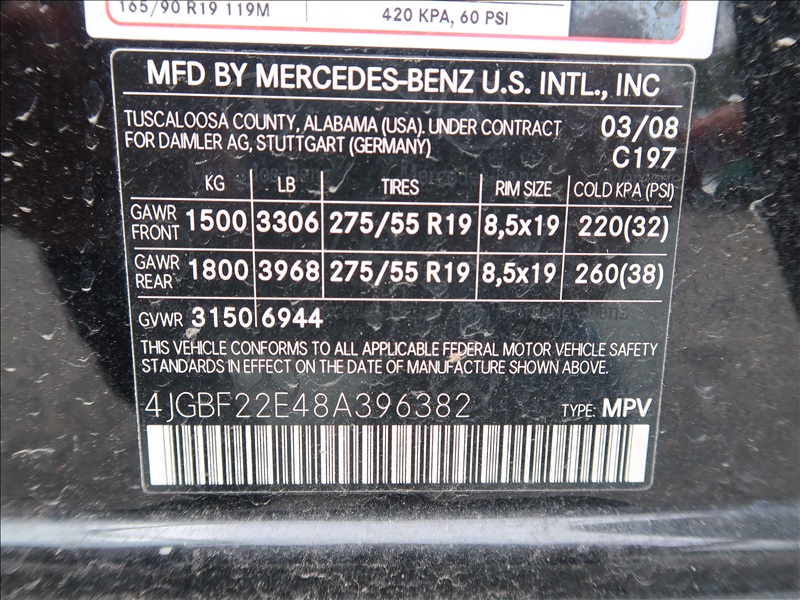 165/90 R19 119M 420 KPA, 60 PSI
MFD BY MERCEDES-BENZ U.S. INTL., INC
TUSCALOOSA COUNTY, ALABAMA (USA). UNDER CONTRACT 03/08
FOR DAIMLER AG, STUTTGART (GERMANY) C197
KG LB TIRES RIM SIZE COLD KPA (PSI)
GAWR FRONT 1500 3306 275/55 R19 8,5x19 220(32)
GAWR REAR 1800 3968 275/55 R19 8,5x19 260(38)
GVWR 3150 6944
THIS VEHICLE CONFORMS TO ALL APPLICABLE FEDERAL MOTOR VEHICLE SAFETY
STANDARDS IN EFFECT ON THE DATE OF MANUFACTURE SHOWN ABOVE.
4JGBF22E48A396382 TYPE: MPV